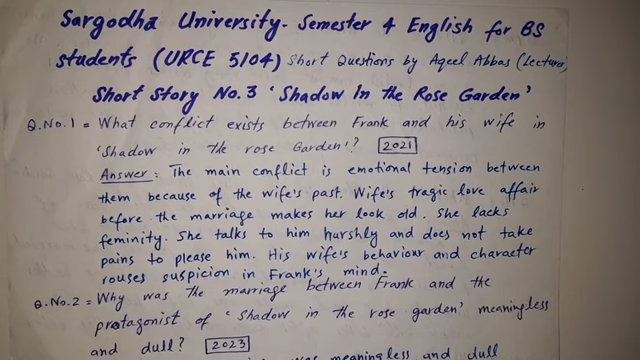 Sargodha University- Semester 4 English for BS
students (URCE 5104) Short Questions by Aqeel Abbas (Lecturer)
Short Story No. 3 'Shadow In the Rose Garden'
Q.No.1 = What conflict exists between Frank and his wife in
'Shadow in the rose Garden'? 2021
Answer: The main conflict is emotional tension between
them because of the wife's past. Wife's tragic love affair
before the marriage makes her look old. She lacks
feminity. She talks to him harshly and does not take
pains to please him. His wife's behaviour and character
rouses suspicion in Frank's mind.
Q.No.2 = Why was the marriage between Frank and the
protagonist of 'Shadow in the rose garden' meaningless
and dull? 2023
was meaningless and dull